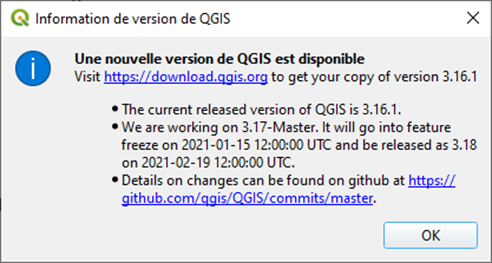 Information de version de QGIS
Une nouvelle version de QGIS est disponible
Visit https://download.qgis.org to get your copy of version 3.16.1
• The current released version of QGIS is 3.16.1.
• We are working on 3.17-Master. It will go into feature
freeze on 2021-01-15 12:00:00 UTC and be released as 3.18
on 2021-02-19 12:00:00 UTC.
• Details on changes can be found on github at https://
github.com/qgis/QGIS/commits/master.
OK